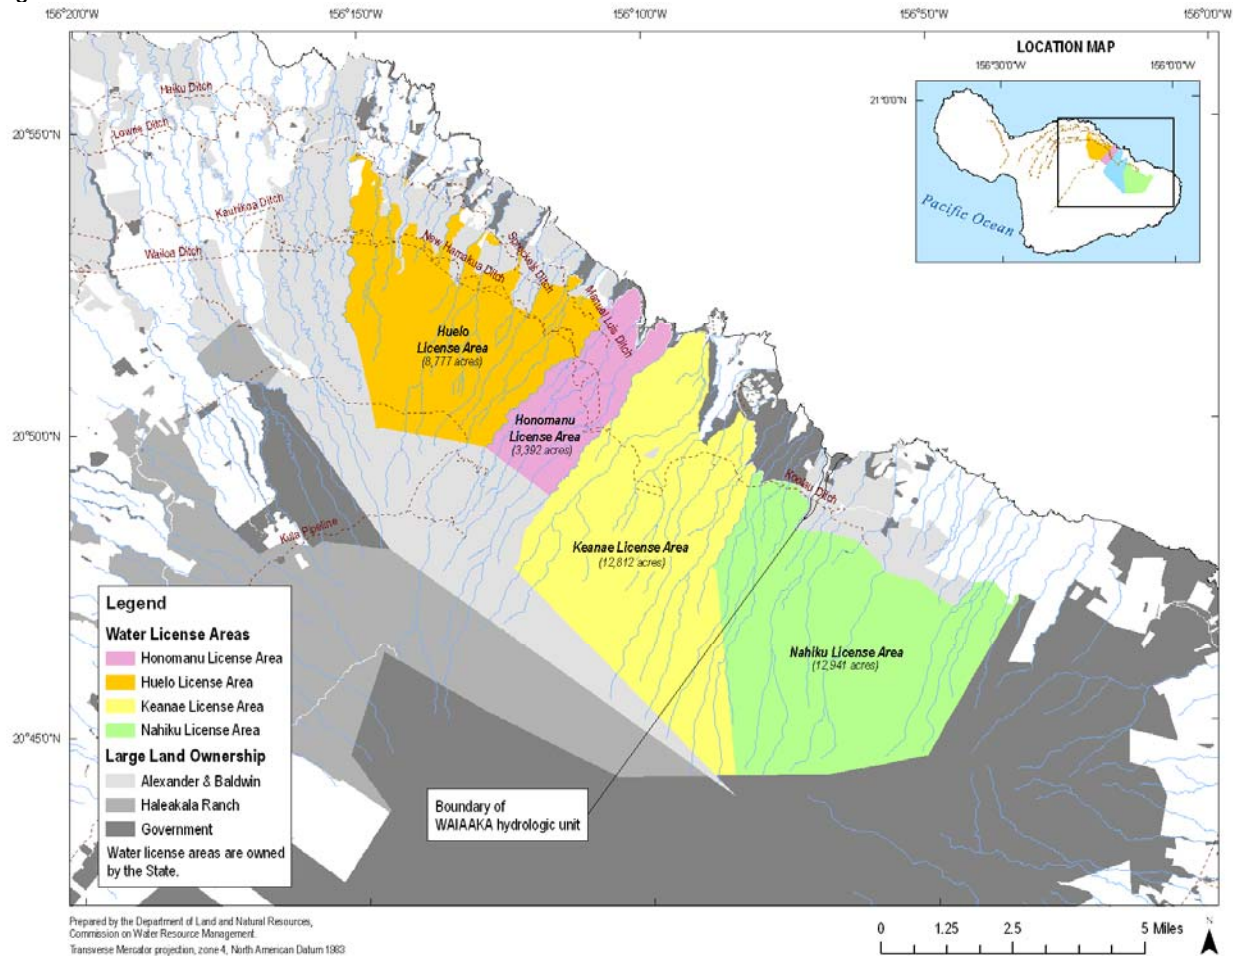 156°20'0"W
156°15'0"W
156°10'0"W
156°50'0"W
156°0'0"W
LOCATION MAP
156°30'0"W
156°0'0"W
21°0'0"N
Pacific Ocean
20°55'0"N
20°50'0"N
20°45'0"N
Haiku Ditch
Lowrie Ditch
Kauhikoa Ditch
Wailoa Ditch
New Hamakua Ditch
Spreckels Ditch
Manuel Luis Ditch
Huelo
License Area
(8,777 acres)
Honomanu
License Area
(3,392 acres)
Koolau Ditch
Kula Pipeline
Keanae License Area
(12,812 acres)
Nahiku License Area
(12,941 acres)
Boundary of
WAIAAKA hydrologic unit
Legend
Water License Areas
Honomanu License Area
Huelo License Area
Keanae License Area
Nahiku License Area
Large Land Ownership
Alexander & Baldwin
Haleakala Ranch
Government
Water license areas are owned
by the State.
Prepared by the Department of Land and Natural Resources,
Commission on Water Resource Management.
Transverse Mercator projection, zone 4, North American Datum 1983
0 1.25 2.5 5 Miles
N